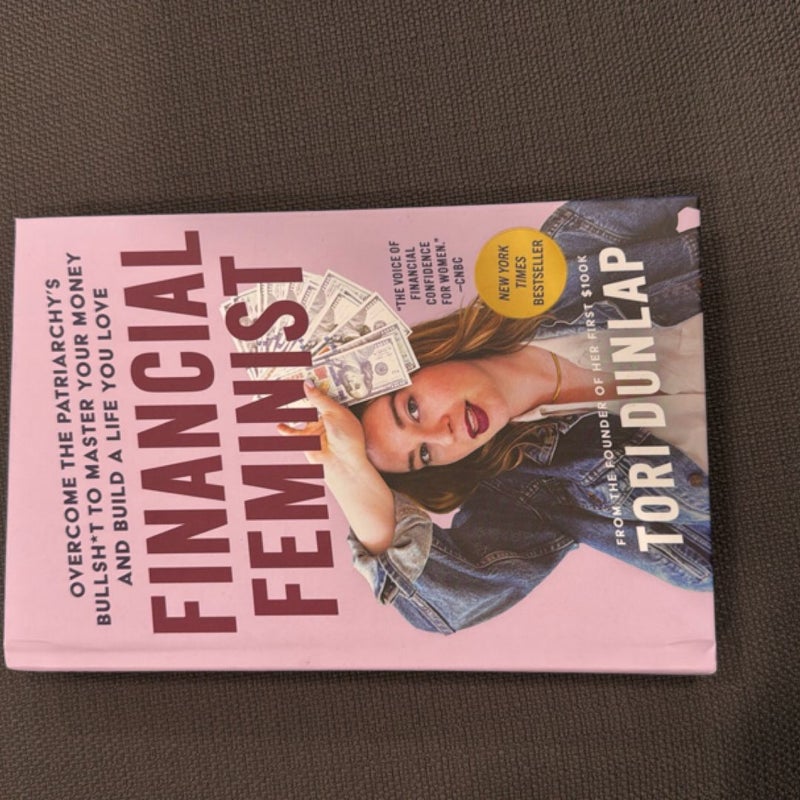 OVERCOME THE PATRIARCHY'S
BULLSH*T TO MASTER YOUR MONEY
AND BUILD A LIFE YOU LOVE
FINANCIAL
FEMINIST
"THE VOICE OF
FINANCIAL
CONFIDENCE
FOR WOMEN."
—CNBC
NEW YORK
TIMES
BESTSELLER
FROM THE FOUNDER OF HER FIRST $100K
TORI DUNLAP